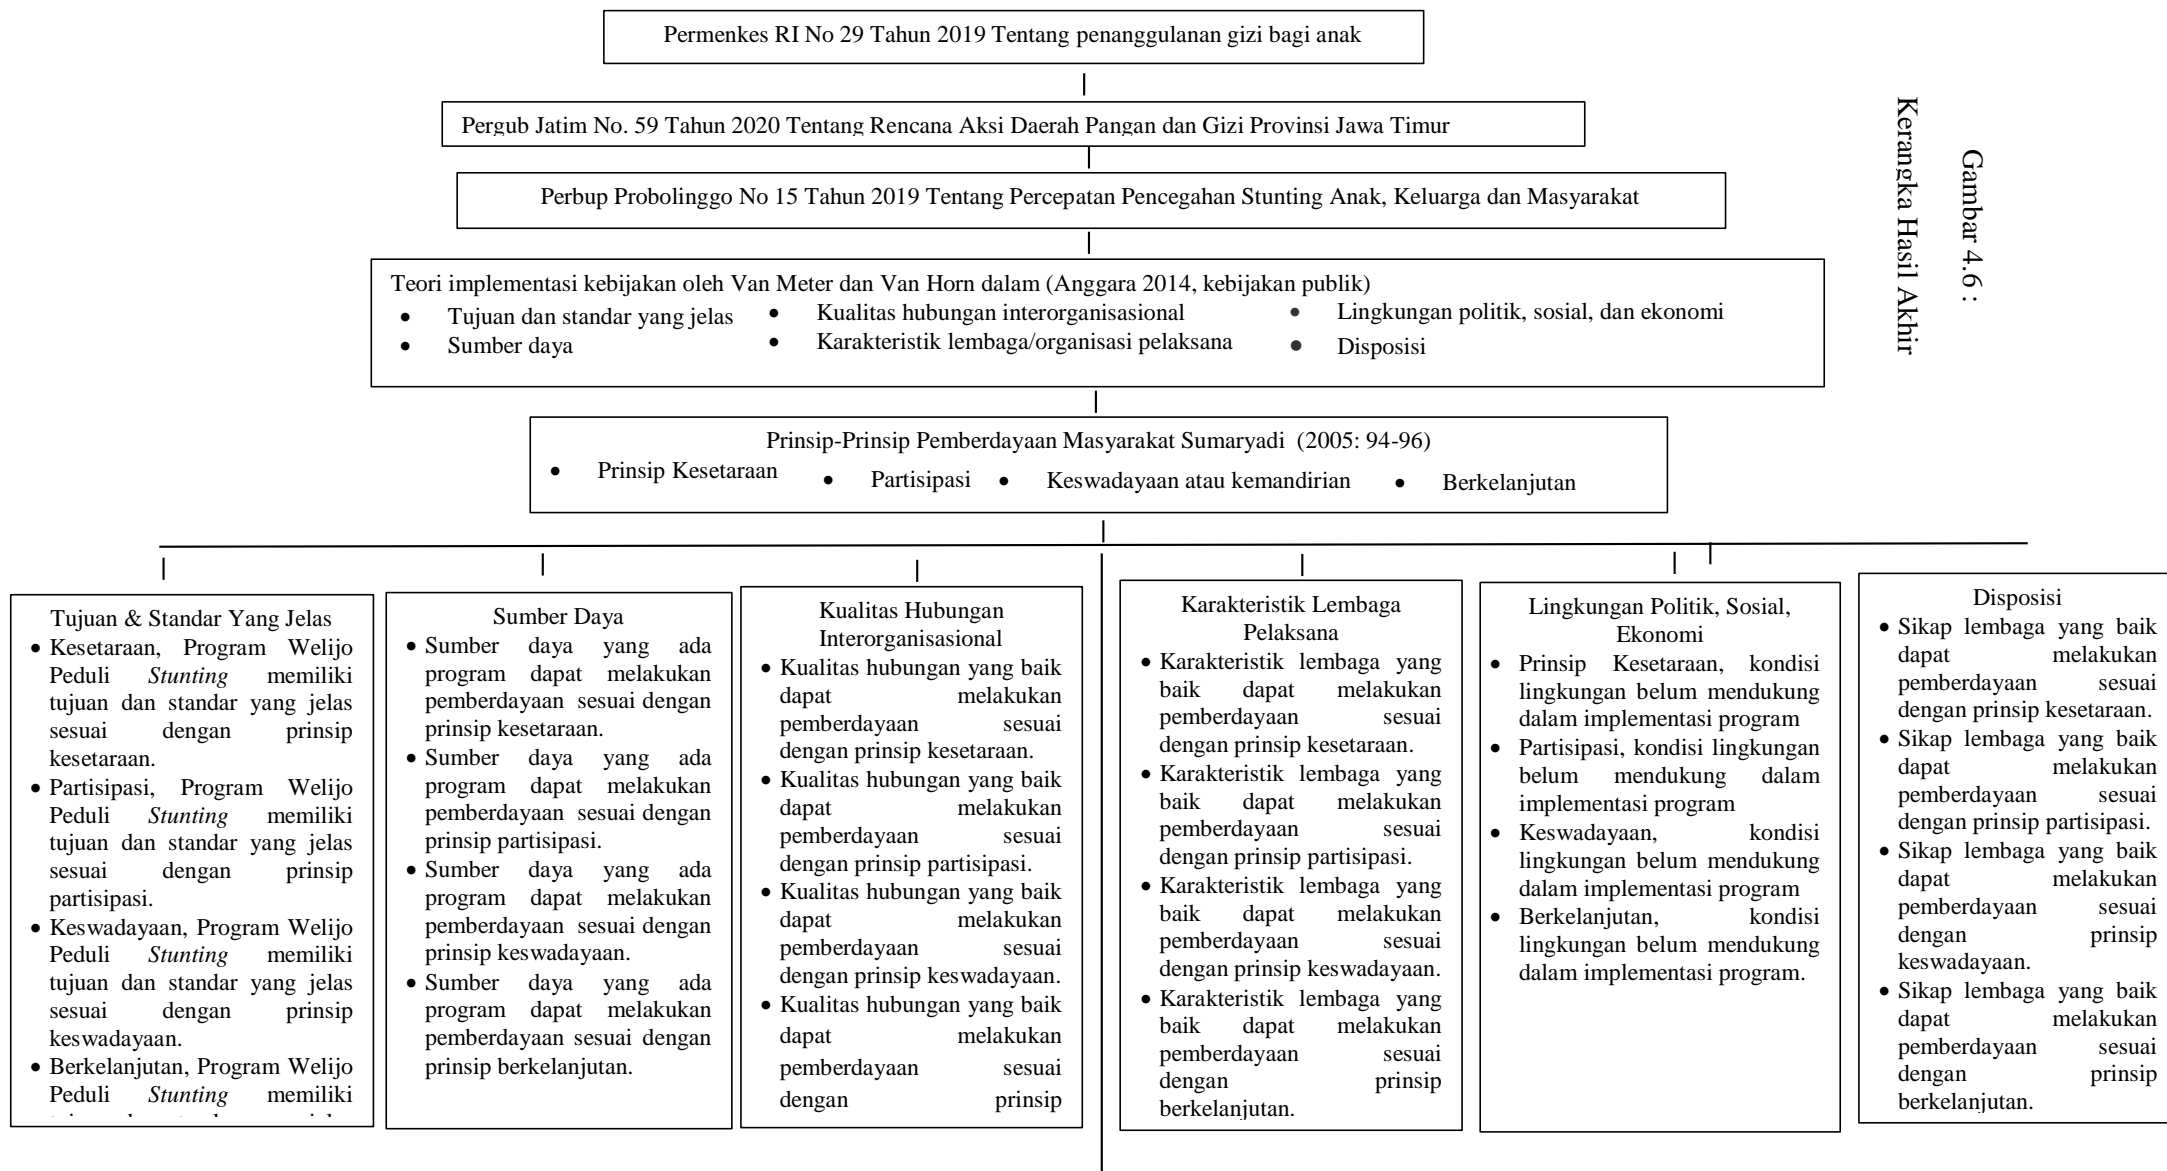 Permenkes RI No 29 Tahun 2019 Tentang penanggulangan gizi bagi anak
Pergub Jatim No. 59 Tahun 2020 Tentang Rencana Aksi Daerah Pangan dan Gizi Provinsi Jawa Timur
Perbup Probolinggo No 15 Tahun 2019 Tentang Percepatan Pencegahan Stunting Anak, Keluarga dan Masyarakat
Gambar 4.6 :
Kerangka Hasil Akhir
Teori implementasi kebijakan oleh Van Meter dan Van Horn dalam (Anggara 2014, kebijakan publik)
• Tujuan dan standar yang jelas
• Sumber daya
• Kualitas hubungan interorganisasional
• Karakteristik lembaga/organisasi pelaksana
• Lingkungan politik, sosial, dan ekonomi
• Disposisi
Prinsip-Prinsip Pemberdayaan Masyarakat Sumaryadi (2005: 94-96)
• Prinsip Kesetaraan • Partisipasi • Keswadayaan atau kemandirian • Berkelanjutan
Tujuan & Standar Yang Jelas
• Kesetaraan, Program Welijo
Peduli Stunting memiliki
tujuan dan standar yang jelas
sesuai dengan prinsip
kesetaraan.
• Partisipasi, Program Welijo
Peduli Stunting memiliki
tujuan dan standar yang jelas
sesuai dengan prinsip
partisipasi.
• Keswadayaan, Program Welijo
Peduli Stunting memiliki
tujuan dan standar yang jelas
sesuai dengan prinsip
keswadayaan.
• Berkelanjutan, Program Welijo
Peduli Stunting memiliki
Sumber Daya
• Sumber daya yang ada
program dapat melakukan
pemberdayaan sesuai dengan
prinsip kesetaraan.
• Sumber daya yang ada
program dapat melakukan
pemberdayaan sesuai dengan
prinsip partisipasi.
• Sumber daya yang ada
program dapat melakukan
pemberdayaan sesuai dengan
prinsip keswadayaan.
• Sumber daya yang ada
program dapat melakukan
pemberdayaan sesuai dengan
prinsip berkelanjutan.
Kualitas Hubungan
Interorganisasional
• Kualitas hubungan yang baik
dapat melakukan
pemberdayaan sesuai
dengan prinsip kesetaraan.
• Kualitas hubungan yang baik
dapat melakukan
pemberdayaan sesuai
dengan prinsip partisipasi.
• Kualitas hubungan yang baik
dapat melakukan
pemberdayaan sesuai
dengan prinsip keswadayaan.
• Kualitas hubungan yang baik
dapat melakukan
pemberdayaan sesuai
dengan prinsip
Karakteristik Lembaga
Pelaksana
• Karakteristik lembaga yang
baik dapat melakukan
pemberdayaan sesuai
dengan prinsip kesetaraan.
• Karakteristik lembaga yang
baik dapat melakukan
pemberdayaan sesuai
dengan prinsip partisipasi.
• Karakteristik lembaga yang
baik dapat melakukan
pemberdayaan sesuai
dengan prinsip keswadayaan.
• Karakteristik lembaga yang
baik dapat melakukan
pemberdayaan sesuai
dengan prinsip
berkelanjutan.
Lingkungan Politik, Sosial,
Ekonomi
• Prinsip Kesetaraan, kondisi
lingkungan belum mendukung
dalam implementasi program
• Partisipasi, kondisi lingkungan
belum mendukung dalam
implementasi program
• Keswadayaan, kondisi
lingkungan belum mendukung
dalam implementasi program
• Berkelanjutan, kondisi
lingkungan belum mendukung
dalam implementasi program.
Disposisi
• Sikap lembaga yang baik
dapat melakukan
pemberdayaan sesuai
dengan prinsip kesetaraan.
• Sikap lembaga yang baik
dapat melakukan
pemberdayaan sesuai
dengan prinsip partisipasi.
• Sikap lembaga yang baik
dapat melakukan
pemberdayaan sesuai
dengan prinsip
keswadayaan.
• Sikap lembaga yang baik
dapat melakukan
pemberdayaan sesuai
dengan prinsip
berkelanjutan.